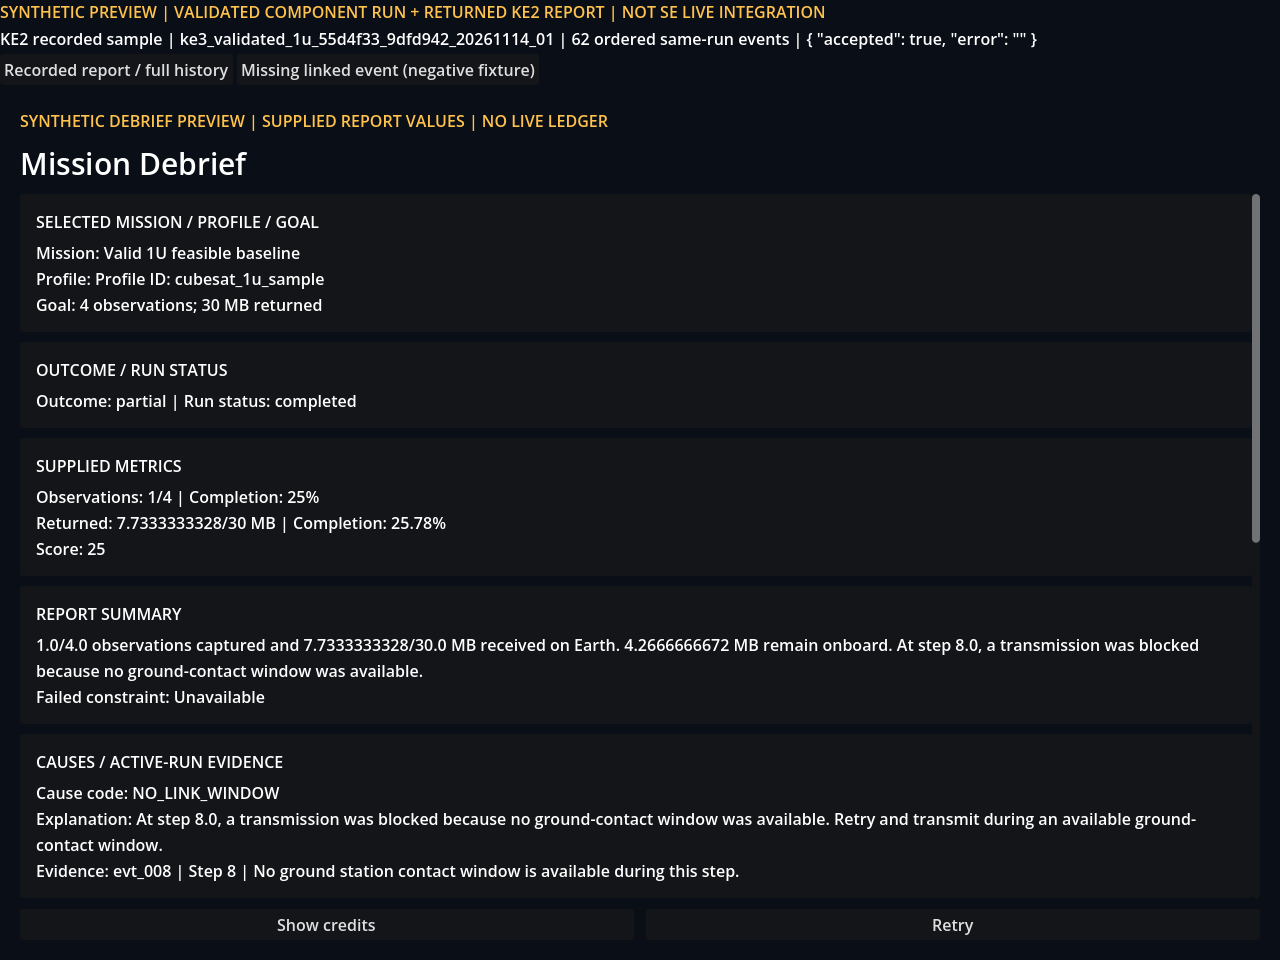 SYNTHETIC PREVIEW | VALIDATED COMPONENT RUN + RETURNED KE2 REPORT | NOT SE LIVE INTEGRATION
KE2 recorded sample | ke3_validated_1u_55d4f33_9dfd942_20261114_01 | 62 ordered same-run events | { "accepted": true, "error": "" }
Recorded report / full history
Missing linked event (negative fixture)
SYNTHETIC DEBRIEF PREVIEW | SUPPLIED REPORT VALUES | NO LIVE LEDGER
Mission Debrief
SELECTED MISSION / PROFILE / GOAL
Mission: Valid 1U feasible baseline
Profile: Profile ID: cubesat_1u_sample
Goal: 4 observations; 30 MB returned
OUTCOME / RUN STATUS
Outcome: partial | Run status: completed
SUPPLIED METRICS
Observations: 1/4 | Completion: 25%
Returned: 7.7333333328/30 MB | Completion: 25.78%
Score: 25
REPORT SUMMARY
1.0/4.0 observations captured and 7.7333333328/30.0 MB received on Earth. 4.2666666672 MB remain onboard. At step 8.0, a transmission was blocked
because no ground-contact window was available.
Failed constraint: Unavailable
CAUSES / ACTIVE-RUN EVIDENCE
Cause code: NO_LINK_WINDOW
Explanation: At step 8.0, a transmission was blocked because no ground-contact window was available. Retry and transmit during an available ground-
contact window.
Evidence: evt_008 | Step 8 | No ground station contact window is available during this step.
Show credits
Retry